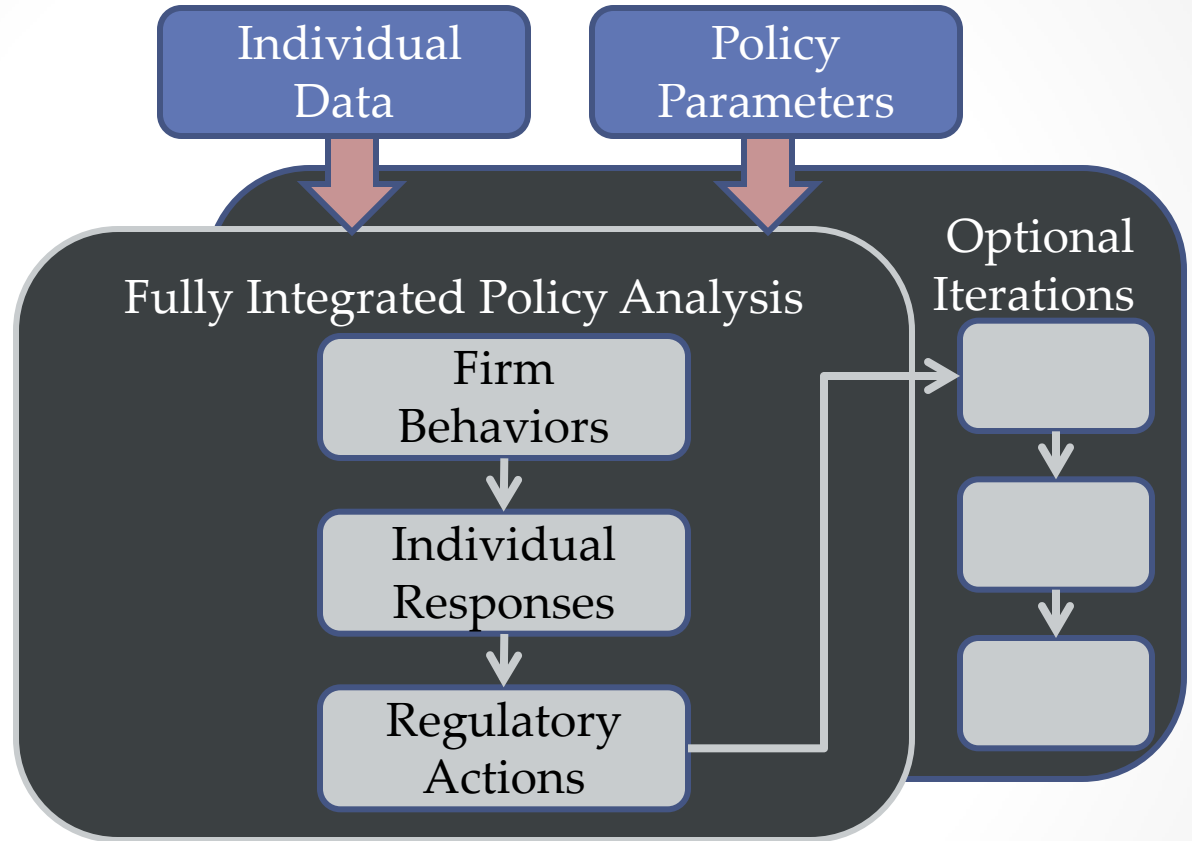 Individual
Data
Policy
Parameters
Optional
Iterations
Fully Integrated Policy Analysis
Firm
Behaviors
Individual
Responses
Regulatory
Actions